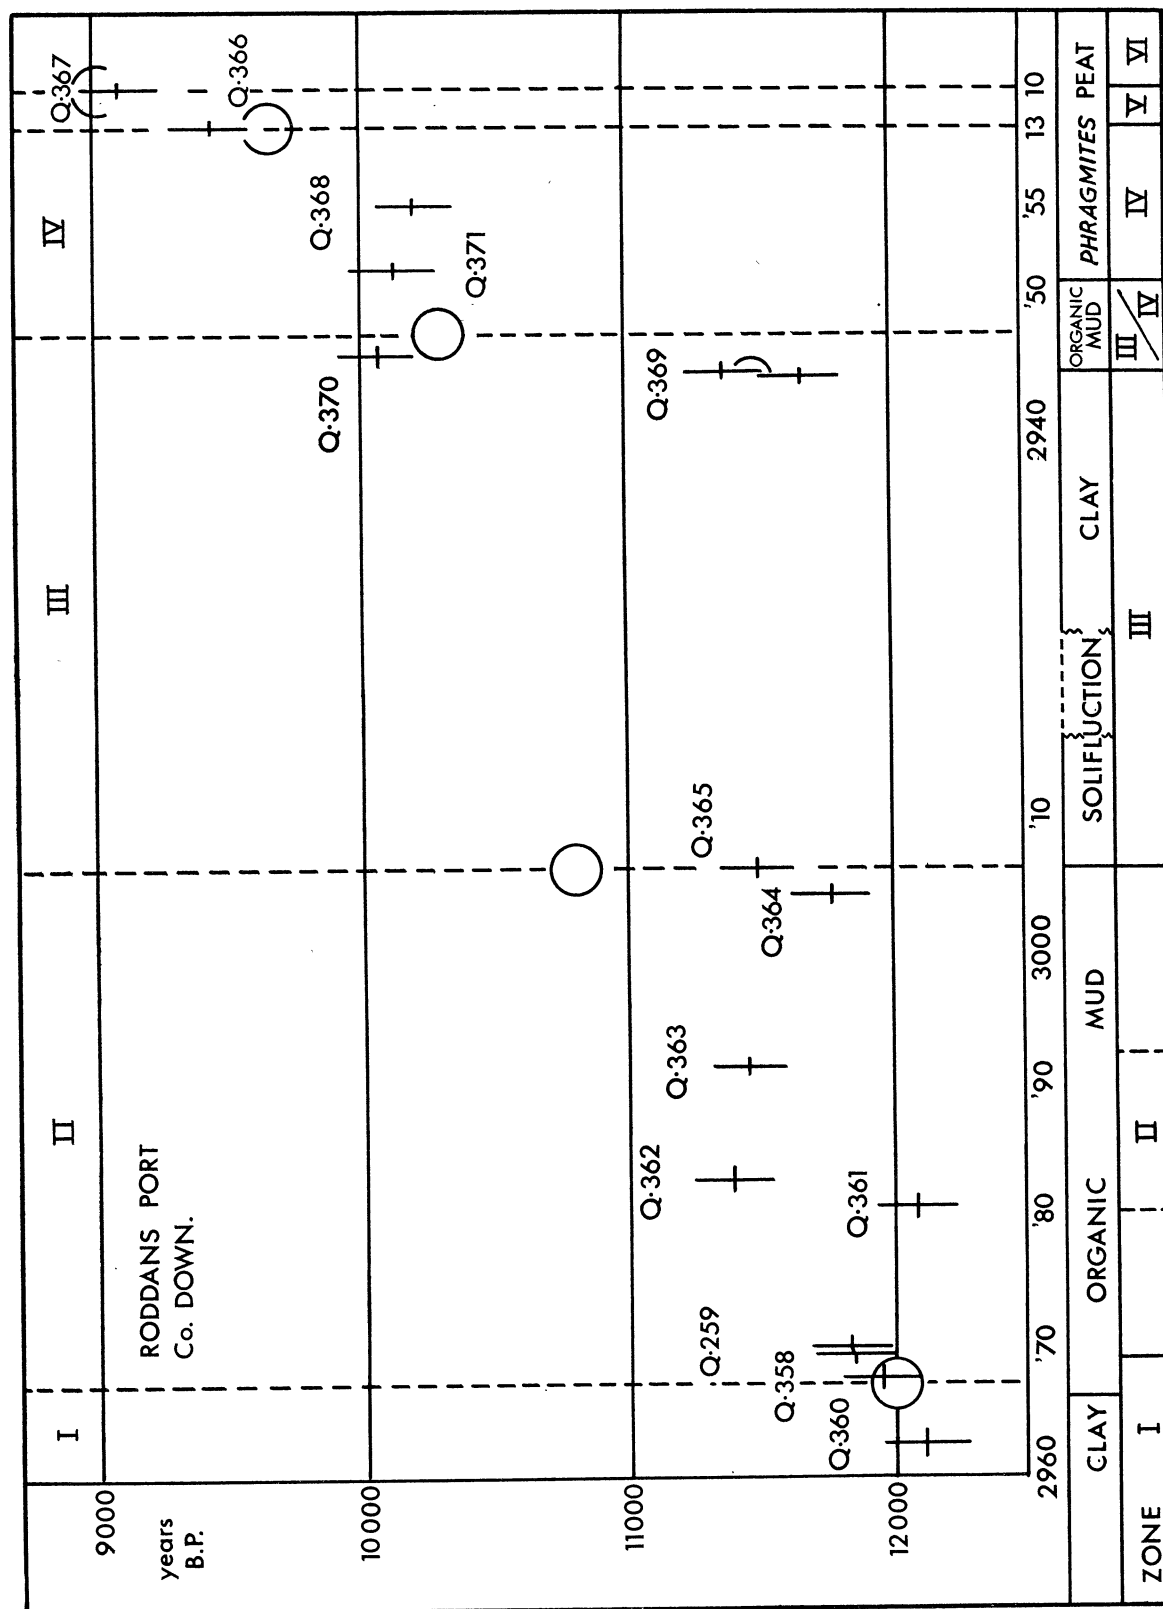 I
II
III
IV
RODDANS PORT
Co. DOWN.
9000
years
B.P.
10000
11000
12000
Q·367
Q·366
Q·368
Q·371
Q·370
Q·369
Q·365
Q·364
Q·363
Q·362
Q·361
Q·259
Q·358
Q·360
2960
'70
'80
'90
3000
'10
2940
'50
'55
13
10
CLAY
ORGANIC
MUD
SOLIFLUCTION
CLAY
ORGANIC
MUD
PHRAGMITES PEAT
ZONE
I
II
III
III/IV
IV
V
VI